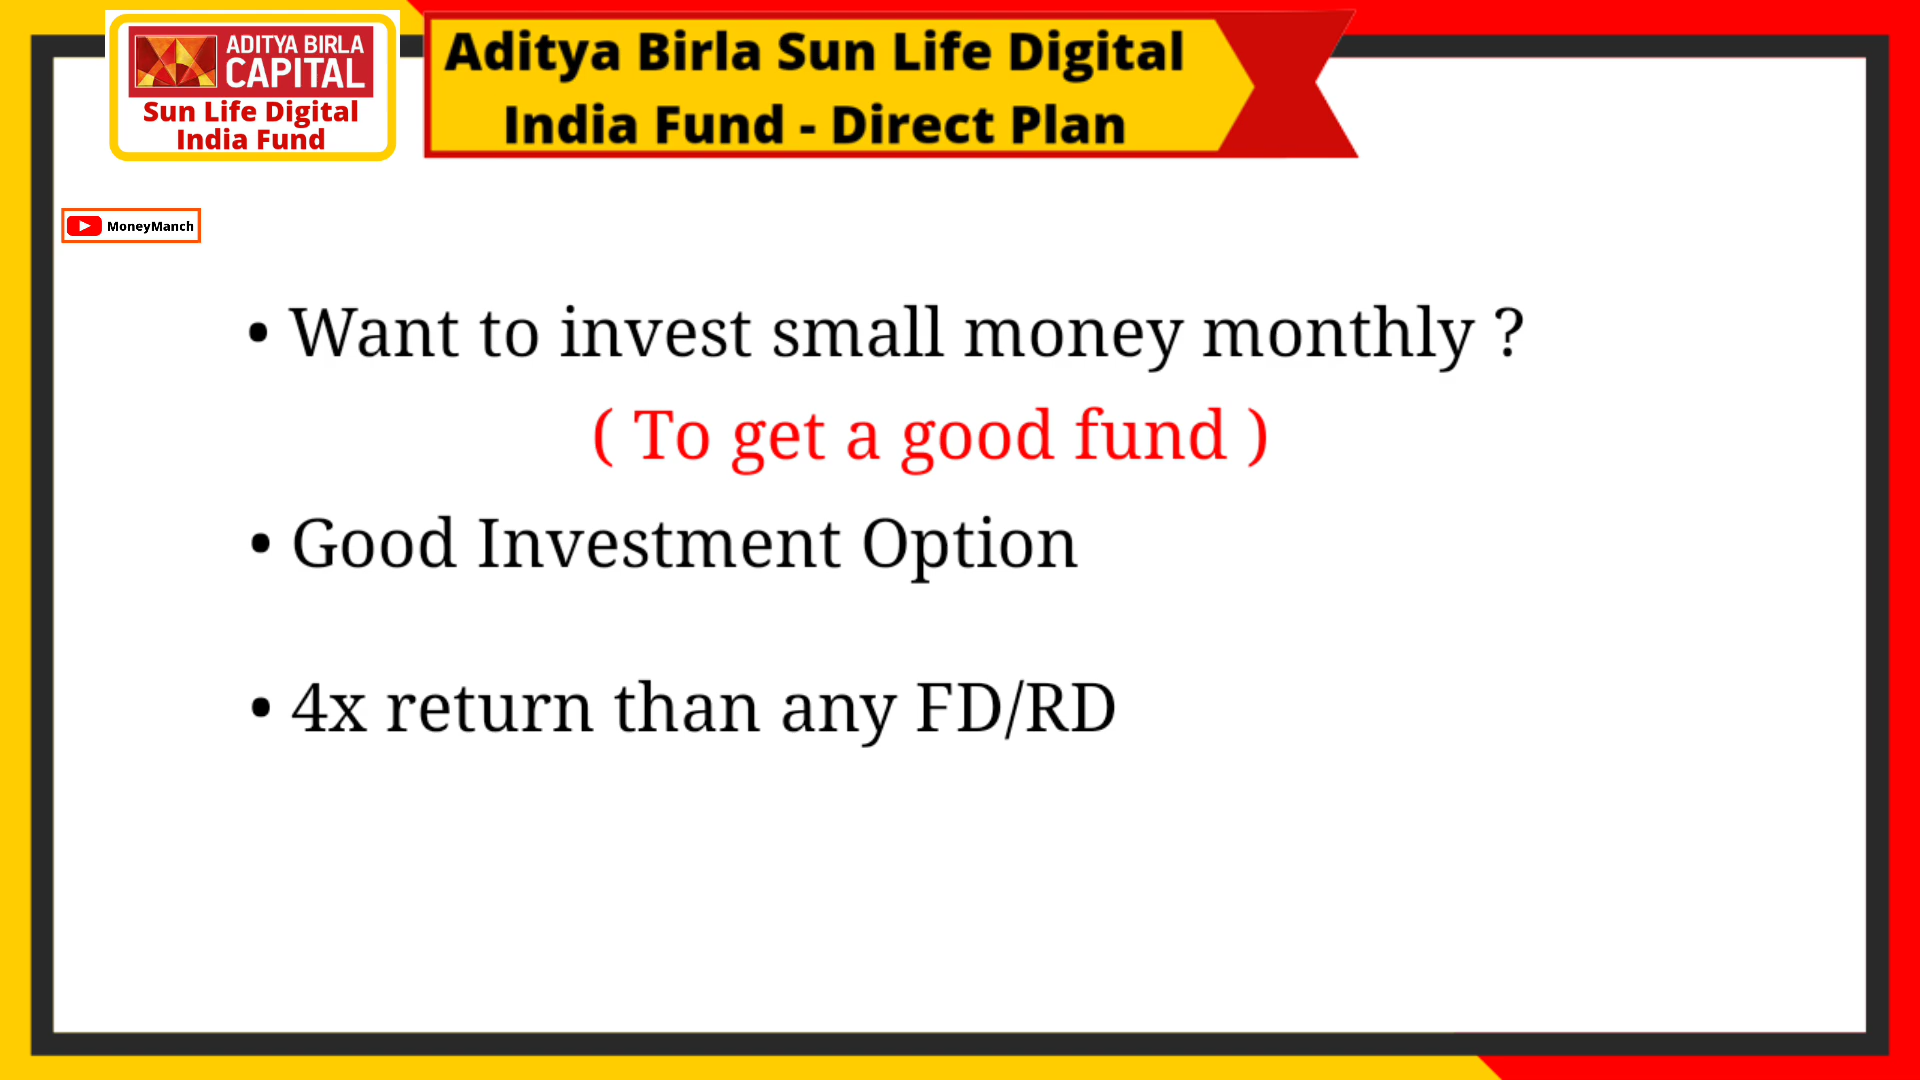 ADITYA BIRLA
CAPITAL
Sun Life Digital
India Fund
Aditya Birla Sun Life Digital
India Fund - Direct Plan
MoneyManch
• Want to invest small money monthly ?
( To get a good fund )
• Good Investment Option
• 4x return than any FD/RD